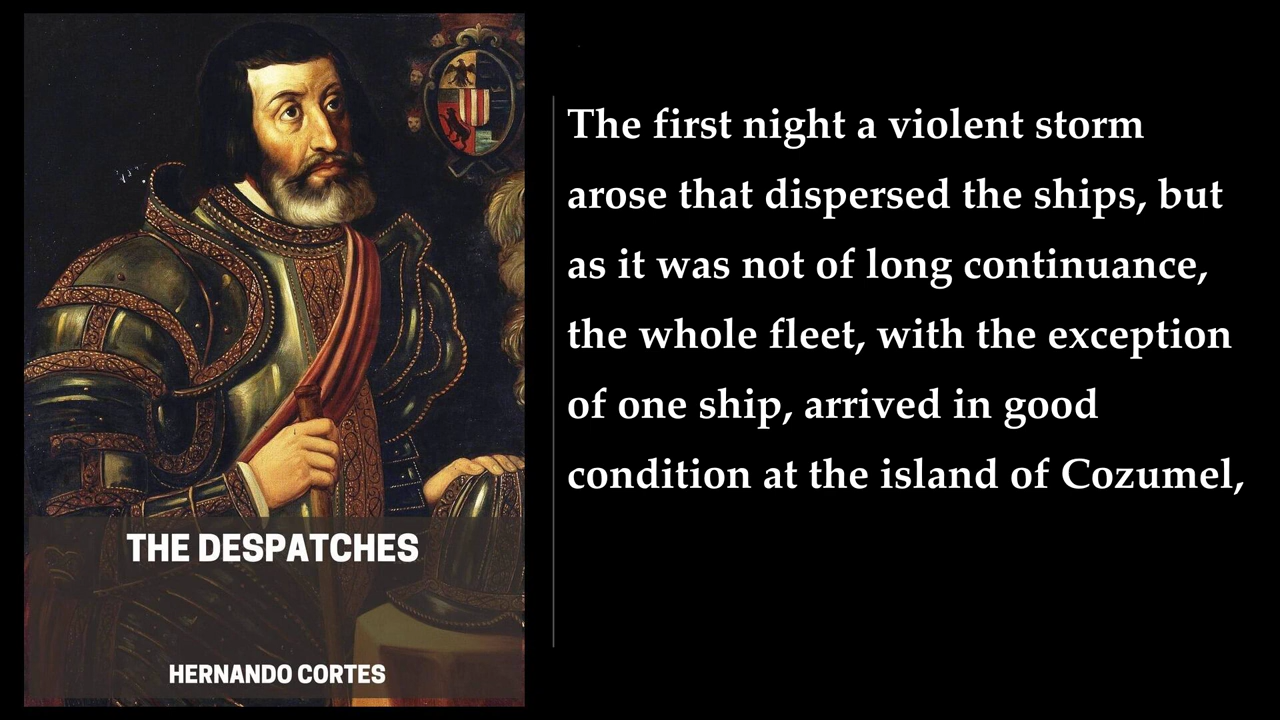 THE DESPATCHES
HERNANDO CORTES
The first night a violent storm
arose that dispersed the ships, but
as it was not of long continuance,
the whole fleet, with the exception
of one ship, arrived in good
condition at the island of Cozumel,